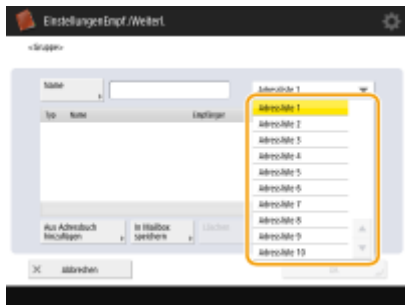 Einstellungen Empf./Weiterl.
<Gruppe>
Name
Adressliste 1
Typ Name Empfänger
Adressliste 1
Adressliste 2
Adressliste 3
Adressliste 4
Adressliste 5
Adressliste 6
Adressliste 7
Adressliste 8
Adressliste 9
Adressliste 10
Aus Adressbuch
hinzufügen
In Mailbox
speichern
Löschen
Abbrechen
OK